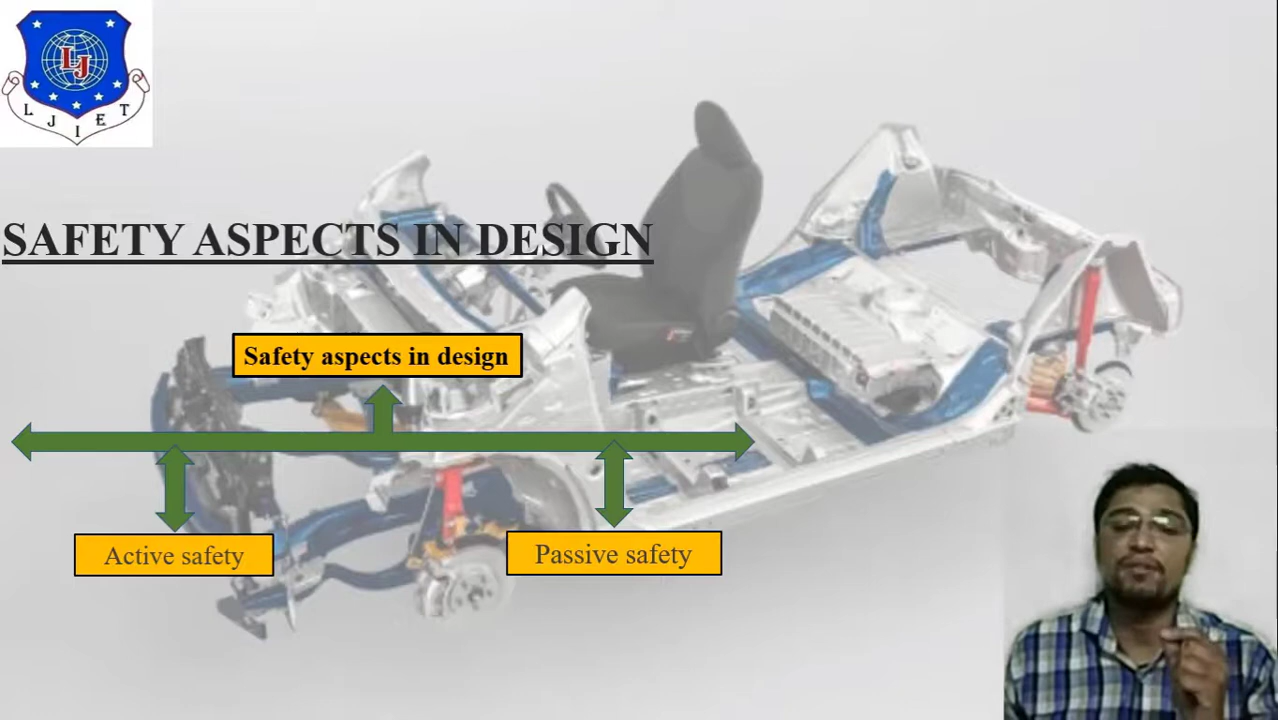 LJ
L J I E T
SAFETY ASPECTS IN DESIGN
Safety aspects in design
Active safety
Passive safety